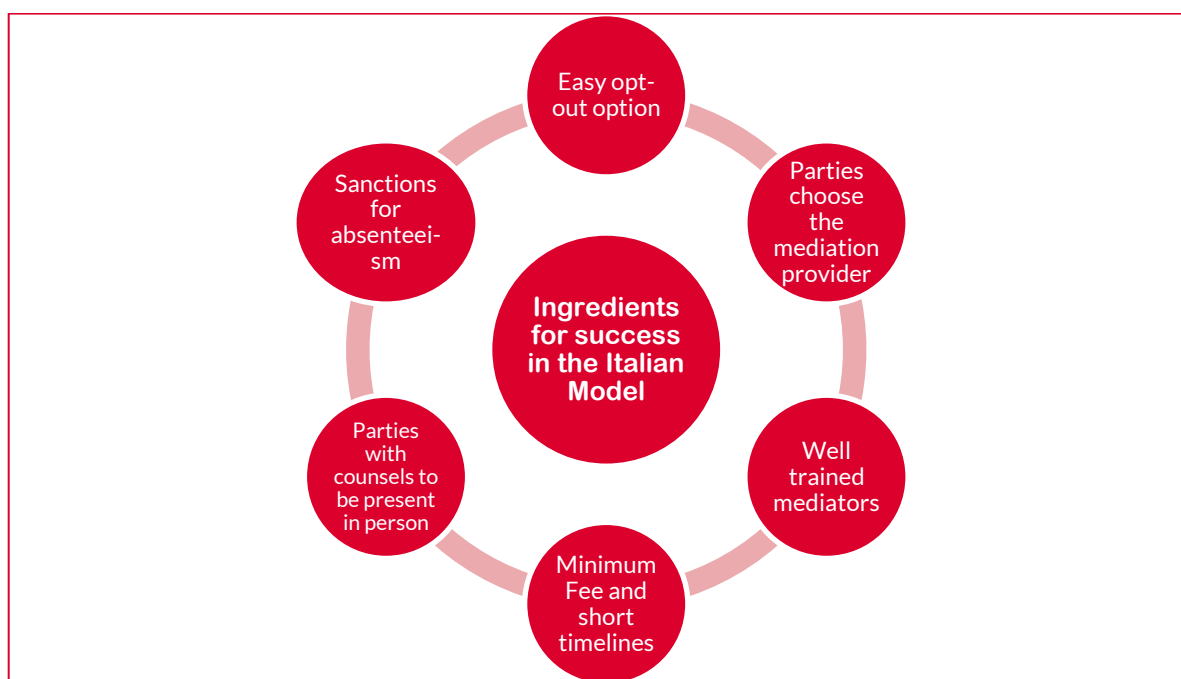 Easy opt-
out option
Parties
choose
the
mediation
provider
Well
trained
mediators
Minimum
Fee and
short
timelines
Parties
with
counsels to
be present
in person
Sanctions
for
absenteei-
sm
Ingredients
for success
in the Italian
Model